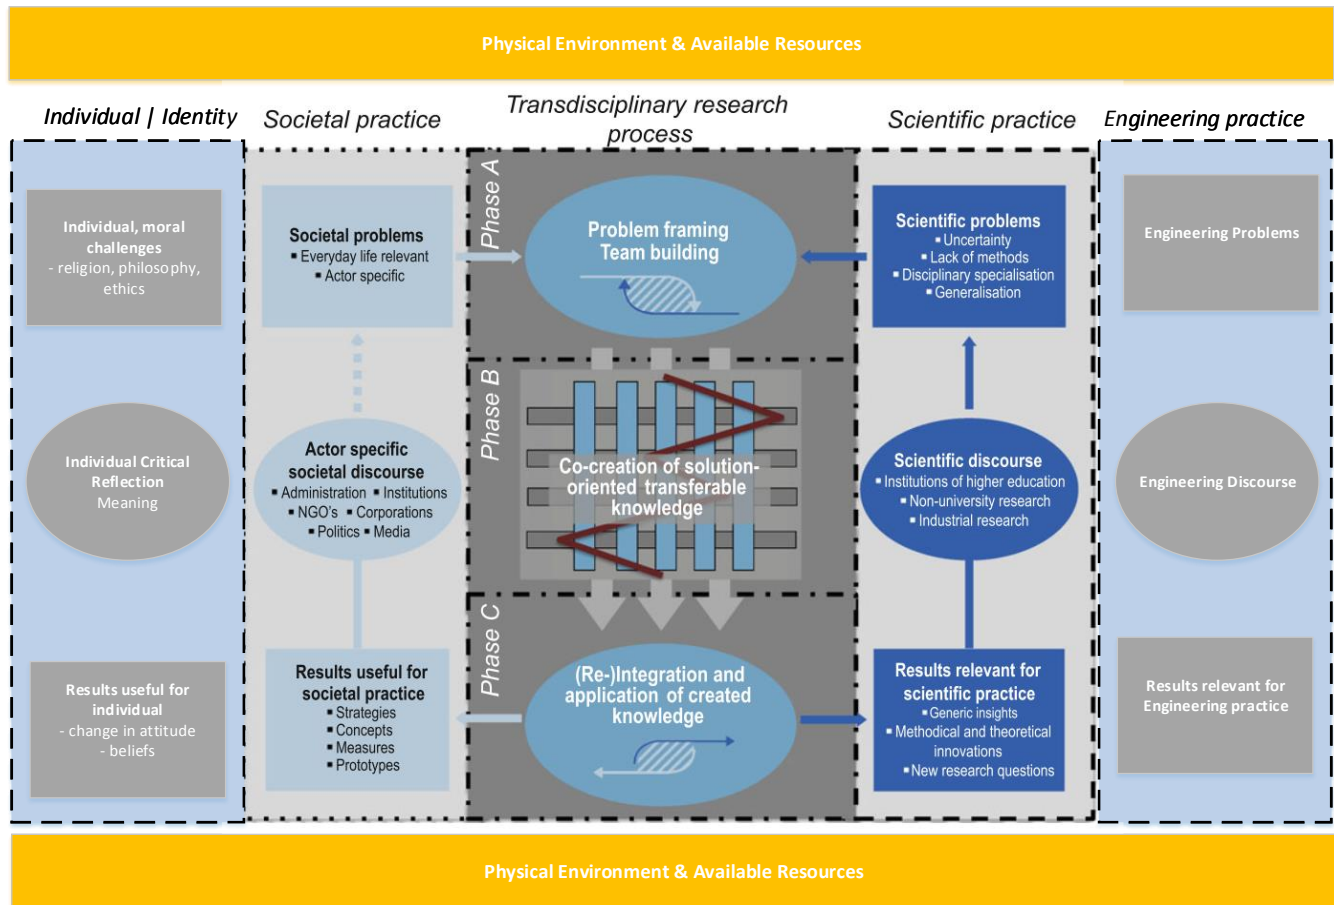 Physical Environment & Available Resources
Individual | Identity
Societal practice
Transdisciplinary research
process
Scientific practice
Engineering practice
Individual, moral
challenges
- religion, philosophy,
ethics
Individual Critical
Reflection
Meaning
Results useful for
individual
- change in attitude
- beliefs
Societal problems
▪ Everyday life relevant
▪ Actor specific
Actor specific
societal discourse
▪ Administration ▪ Institutions
▪ NGO's ▪ Corporations
▪ Politics ▪ Media
Results useful for
societal practice
▪ Strategies
▪ Concepts
▪ Measures
▪ Prototypes
Phase A
Problem framing
Team building
Phase B
Co-creation of solution-
oriented transferable
knowledge
Phase C
(Re-)Integration and
application of created
knowledge
Scientific problems
▪ Uncertainty
▪ Lack of methods
▪ Disciplinary specialisation
▪ Generalisation
Scientific discourse
▪ Institutions of higher education
▪ Non-university research
▪ Industrial research
Results relevant for
scientific practice
▪ Generic insights
▪ Methodical and theoretical
innovations
▪ New research questions
Engineering Problems
Engineering Discourse
Results relevant for
Engineering practice
Physical Environment & Available Resources